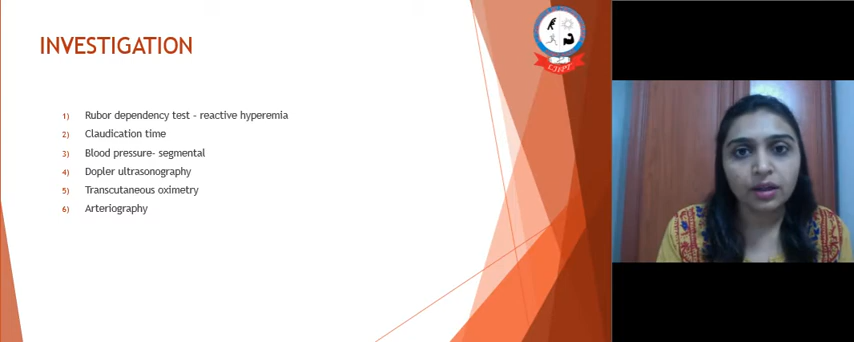 INVESTIGATION
1) Rubor dependency test - reactive hyperemia
2) Claudication time
3) Blood pressure- segmental
4) Dopler ultrasonography
5) Transcutaneous oximetry
6) Arteriography